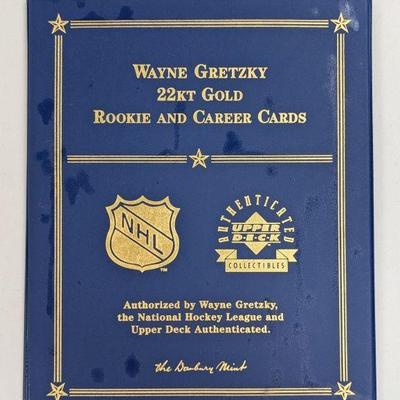 WAYNE GRETZKY
22KT GOLD
ROOKIE AND CAREER CARDS
NHL
TM
AUTHENTICATED
UPPER
DECK
COLLECTIBLES
Authorized by Wayne Gretzky,
the National Hockey League and
Upper Deck Authenticated.
the Danbury Mint